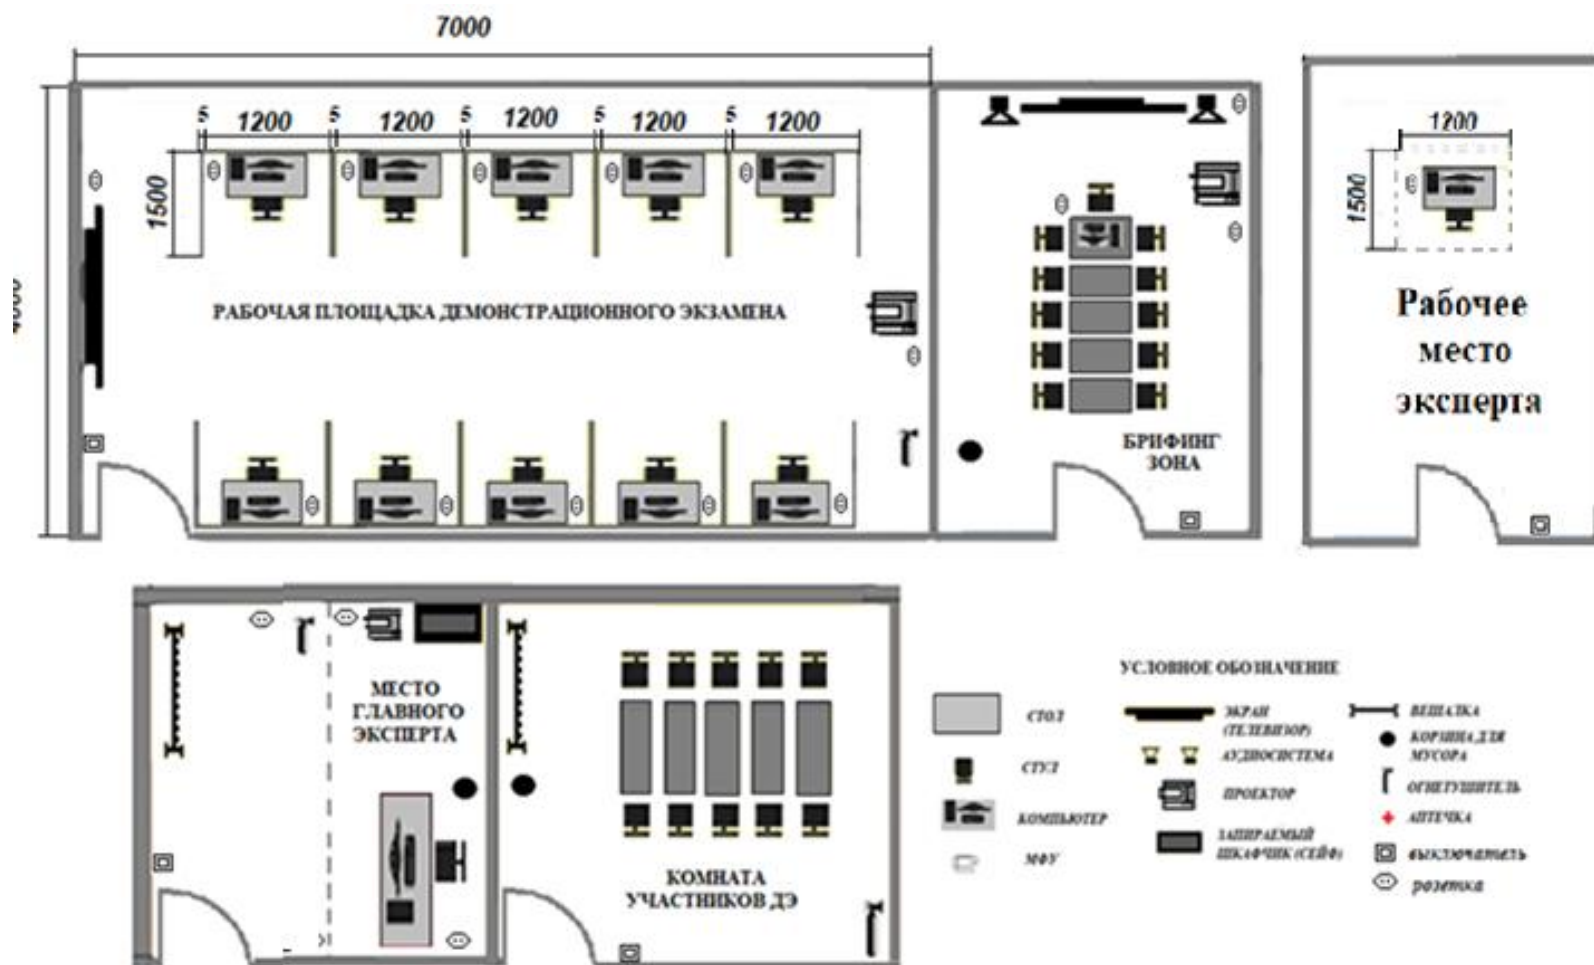 7000
5 1200 5 1200 5 1200 5 1200 5 1200
1500
РАБОЧАЯ ПЛОЩАДКА ДЕМОНСТРАЦИОННОГО ЭКЗАМЕНА
БРИФИНГ
ЗОНА
1200
1500
Рабочее
место
эксперта
МЕСТО
ГЛАВНОГО
ЭКСПЕРТА
КОМНАТА
УЧАСТНИКОВ ДЭ
УСЛОВНОЕ ОБОЗНАЧЕНИЕ
СТОЛ
СТУЛ
КОМПЬЮТЕР
МФУ
ЭКРАН
(ТЕЛЕВИЗОР)
АУДИОСИСТЕМА
ПРОЕКТОР
ЗАПИРАЕМЫЙ
ШКАФЧИК (СЕЙФ)
ВЕШАЛКА
КОРЗИНА ДЛЯ
МУСОРА
ОГНЕТУШИТЕЛЬ
АПТЕЧКА
выключатель
розетка